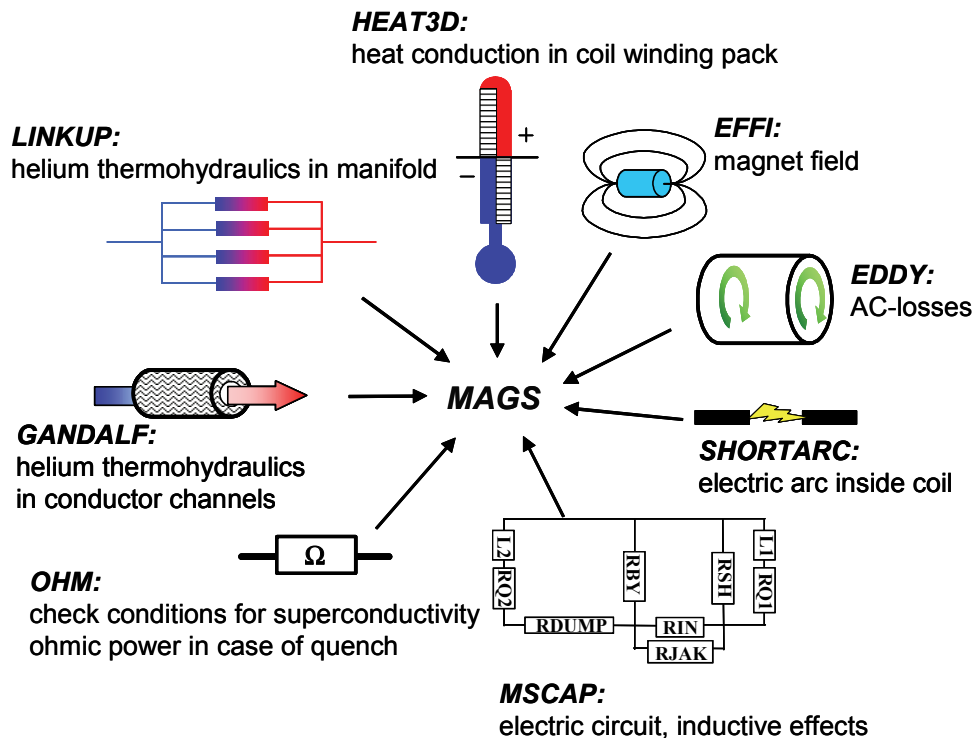 HEAT3D:
heat conduction in coil winding pack
LINKUP:
helium thermohydraulics in manifold
+
−
EFFI:
magnet field
EDDY:
AC-losses
MAGS
GANDALF:
helium thermohydraulics
in conductor channels
SHORTARC:
electric arc inside coil
Ω
OHM:
check conditions for superconductivity
ohmic power in case of quench
L2
RQ2
RBY
RSH
L1
RQ1
RDUMP
RIN
RJAK
MSCAP:
electric circuit, inductive effects